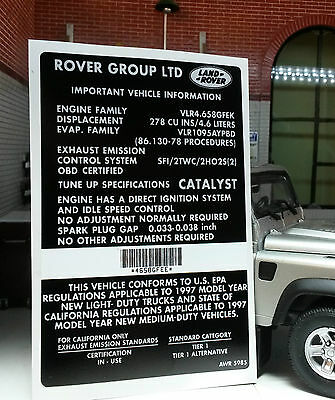 ROVER GROUP LTD
LAND ROVER
IMPORTANT VEHICLE INFORMATION
ENGINE FAMILY VLR4.658GFEK
DISPLACEMENT 278 CU INS/4.6 LITERS
EVAP. FAMILY VLR1095AYPBD
(86.130-78 PROCEDURES)
EXHAUST EMISSION
CONTROL SYSTEM SFI/2TWC/2HO2S(2)
OBD CERTIFIED
TUNE UP SPECIFICATIONS CATALYST
ENGINE HAS A DIRECT IGNITION SYSTEM
AND IDLE SPEED CONTROL
NO ADJUSTMENT NORMALLY REQUIRED
SPARK PLUG GAP 0.033-0.038 inch
NO OTHER ADJUSTMENTS REQUIRED
*4658GFEE*
THIS VEHICLE CONFORMS TO U.S. EPA
REGULATIONS APPLICABLE TO 1997 MODEL YEAR
NEW LIGHT- DUTY TRUCKS AND STATE OF
CALIFORNIA REGULATIONS APPLICABLE TO 1997
MODEL YEAR NEW MEDIUM-DUTY VEHICLES.
FOR CALIFORNIA ONLY
EXHAUST EMISSION STANDARDS STANDARD CATEGORY
CERTIFICATION TIER 1
IN - USE TIER 1 ALTERNATIVE
AWR 5985